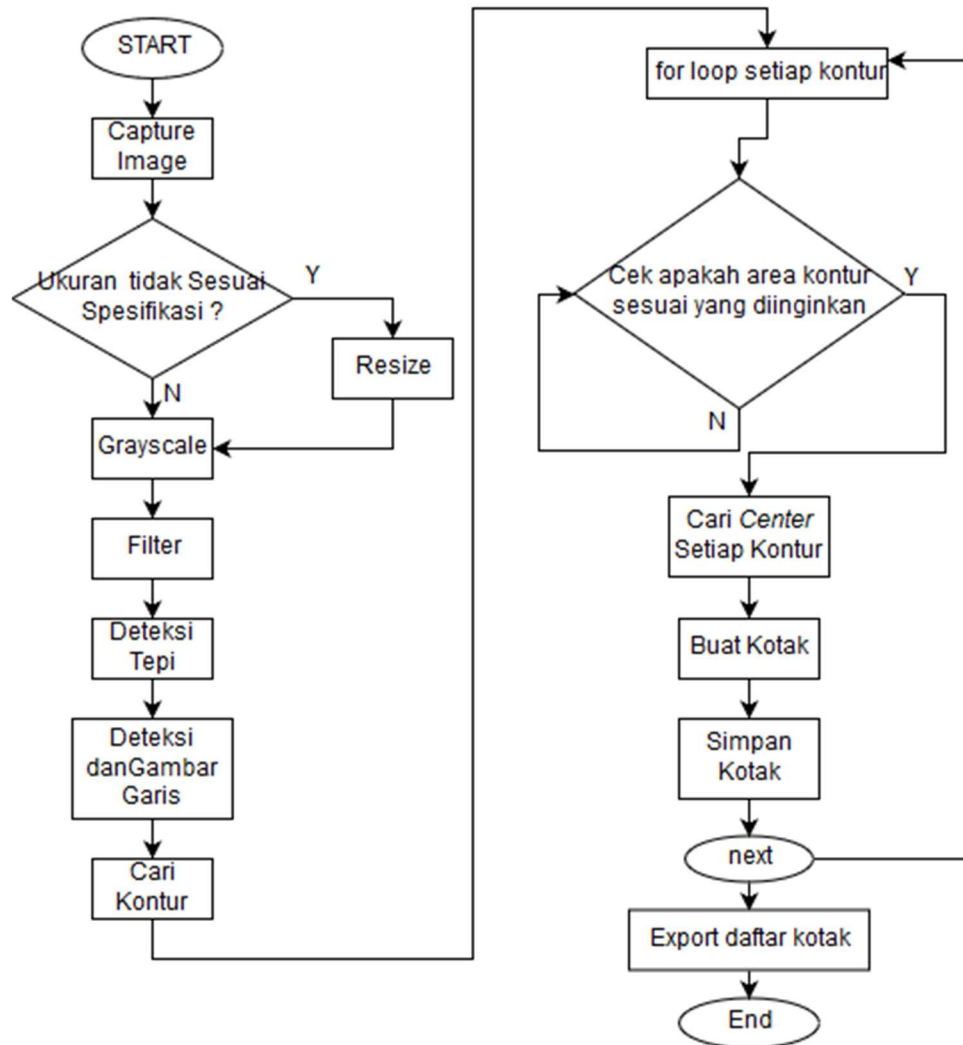 START
Capture
Image
Ukuran tidak Sesuai
Spesifikasi ?
Y
Resize
N
Grayscale
Filter
Deteksi
Tepi
Deteksi
danGambar
Garis
Cari
Kontur
for loop setiap kontur
Cek apakah area kontur
sesuai yang diinginkan
Y
N
Cari Center
Setiap Kontur
Buat Kotak
Simpan
Kotak
next
Export daftar kotak
End